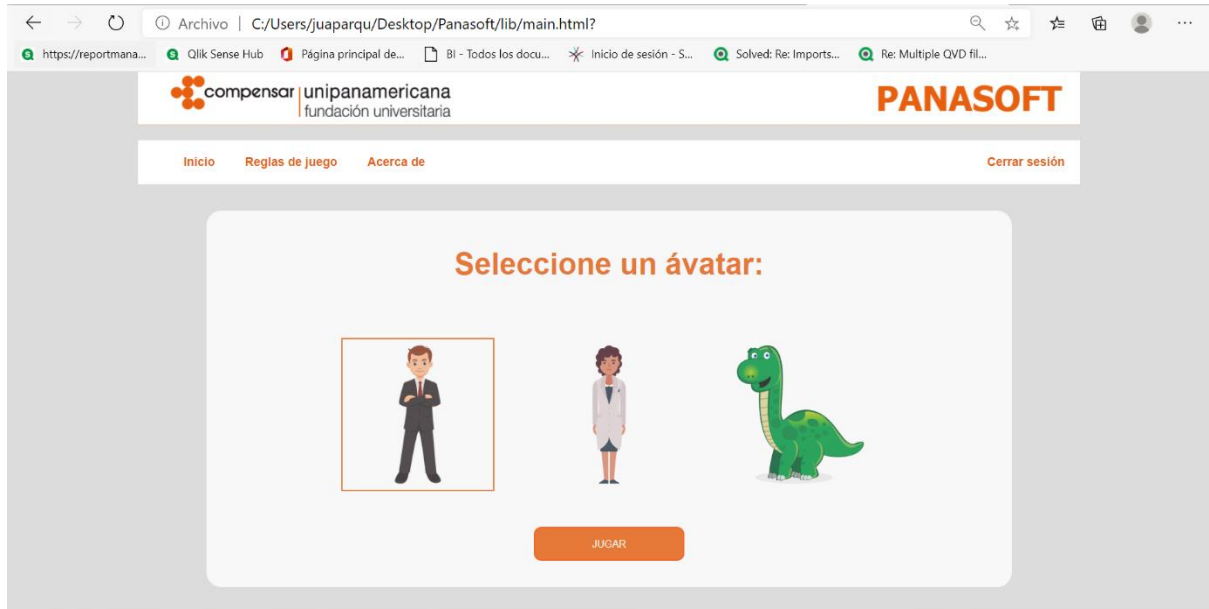 Archivo | C:/Users/juaparqu/Desktop/Panasoft/lib/main.html?
https://reportmana... Qlik Sense Hub Página principal de... BI - Todos los docu... Inicio de sesión - S... Solved: Re: Imports... Re: Multiple QVD fil...
compensar unipanamericana
fundación universitaria
PANASOFT
Inicio Reglas de juego Acerca de Cerrar sesión
Seleccione un ávatar:
JUGAR